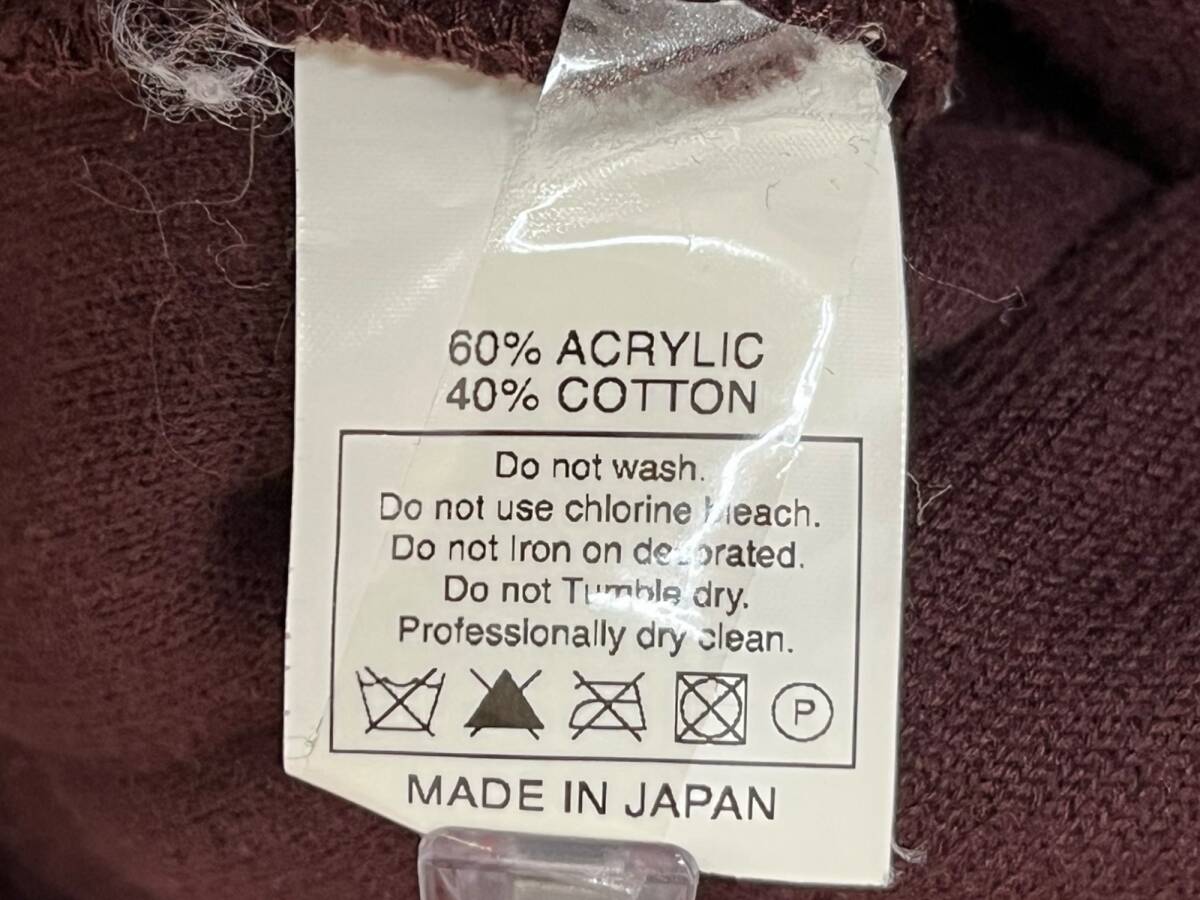 60% ACRYLIC
40% COTTON
Do not wash.
Do not use chlorine bleach.
Do not Iron on decorated.
Do not Tumble dry.
Professionally dry clean.
P
MADE IN JAPAN